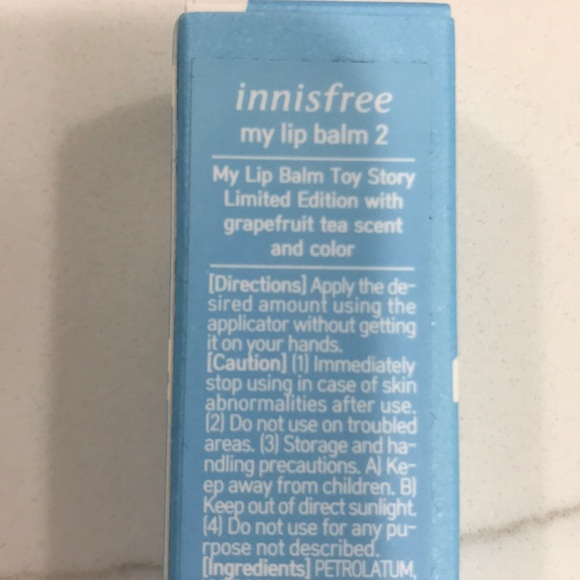 innisfree
my lip balm 2
My Lip Balm Toy Story
Limited Edition with
grapefruit tea scent
and color
[Directions] Apply the de-
sired amount using the
applicator without getting
it on your hands.
[Caution] (1) Immediately
stop using in case of skin
abnormalities after use.
(2) Do not use on troubled
areas. (3) Storage and ha-
ndling precautions. A) Ke-
ep away from children. B)
Keep out of direct sunlight.
(4) Do not use for any pu-
rpose not described.
[Ingredients] PETROLATUM,